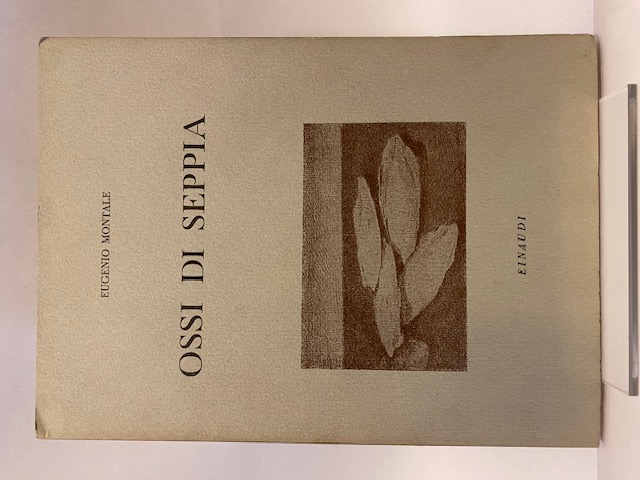 EUGENIO MONTALE
OSSI DI SEPPIA
EINAUDI